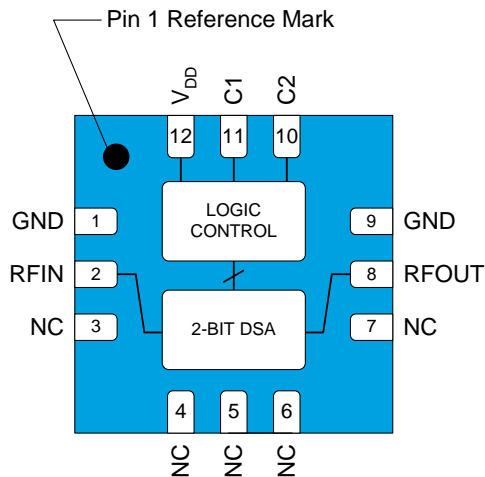 Pin 1 Reference Mark
VDD C1 C2
12 11 10
GND 1 LOGIC CONTROL 9 GND
RFIN 2 8 RFOUT
NC 3 2-BIT DSA 7 NC
4 5 6
NC NC NC